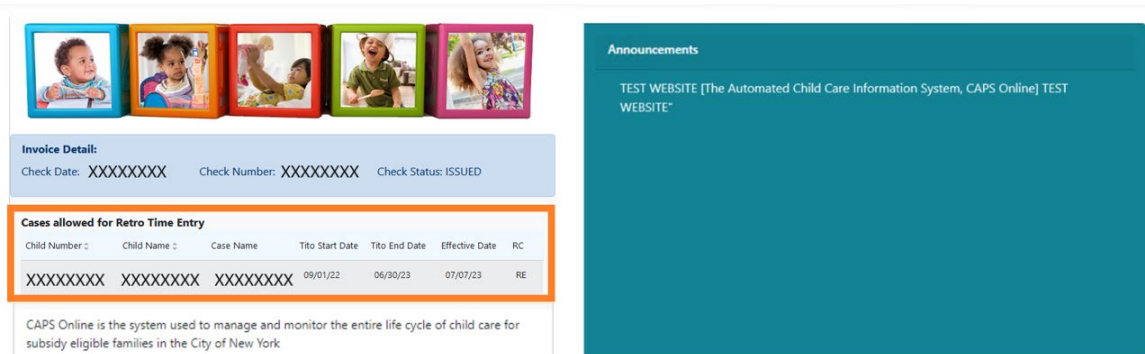 Invoice Detail:
Check Date: XXXXXXXX Check Number: XXXXXXXX Check Status: ISSUED
Cases allowed for Retro Time Entry
Child Number Child Name Case Name Tito Start Date Tito End Date Effective Date RC
XXXXXXXX XXXXXXXX XXXXXXXX 09/01/22 06/30/23 07/07/23 RE
CAPS Online is the system used to manage and monitor the entire life cycle of child care for
subsidy eligible families in the City of New York
Announcements
TEST WEBSITE [The Automated Child Care Information System, CAPS Online] TEST
WEBSITE"